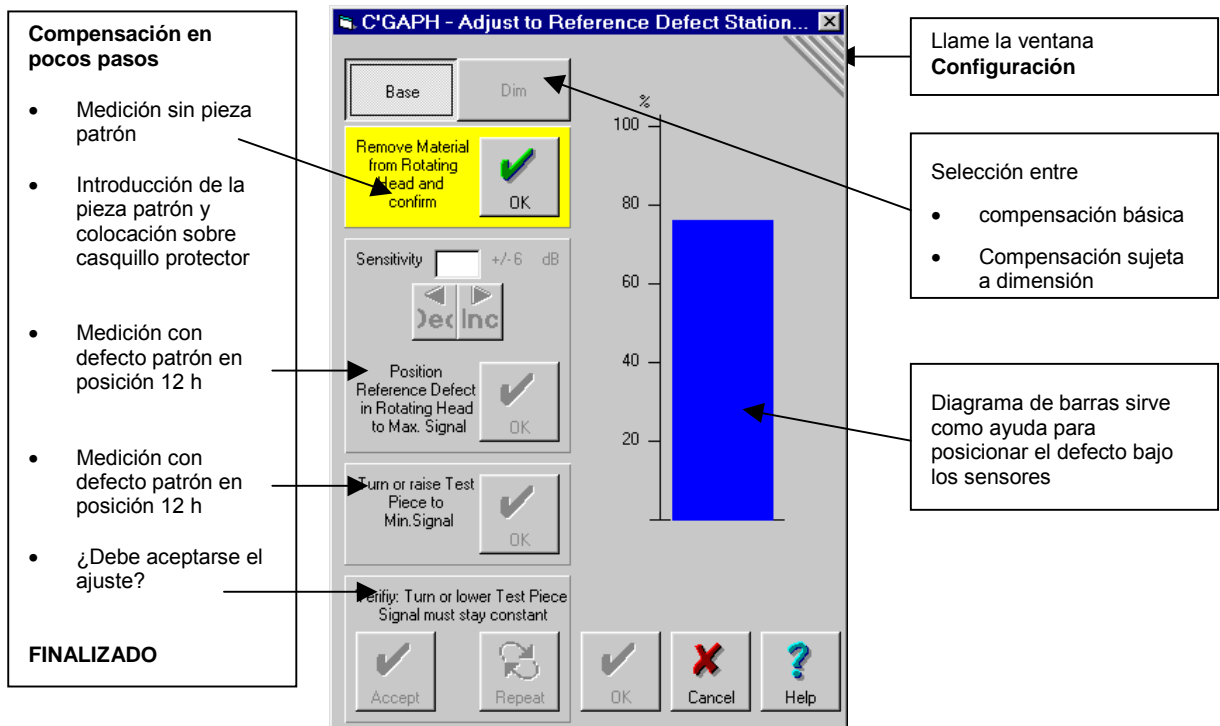 Compensación en
pocos pasos
• Medición sin pieza
patrón
• Introducción de la
pieza patrón y
colocación sobre
casquillo protector
• Medición con
defecto patrón en
posición 12 h
• Medición con
defecto patrón en
posición 12 h
• ¿Debe aceptarse el
ajuste?
FINALIZADO
C'GAPH - Adjust to Reference Defect Station...
Base
Dim
Remove Material
from Rotating
Head and
confirm
OK
Sensitivity
+/-6 dB
Dec
Inc
Position
Reference Defect
in Rotating Head
to Max. Signal
OK
Turn or raise Test
Piece to
Min.Signal
OK
Verifiy: Turn or lower Test Piece
Signal must stay constant
Accept
Repeat
%
100
80
60
40
20
OK
Cancel
Help
Llame la ventana
Configuración
Selección entre
• compensación básica
• Compensación sujeta
a dimensión
Diagrama de barras sirve
como ayuda para
posicionar el defecto bajo
los sensores